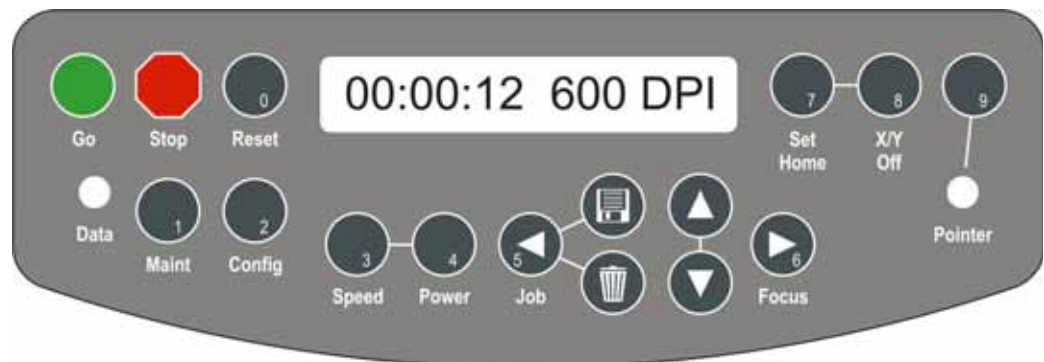 00:00:12 600 DPI
0
7
8
9
Go
Stop
Reset
Set
Home
X/Y
Off
Data
1
2
Maint
Config
3
4
5
6
Speed
Power
Job
Focus
Pointer